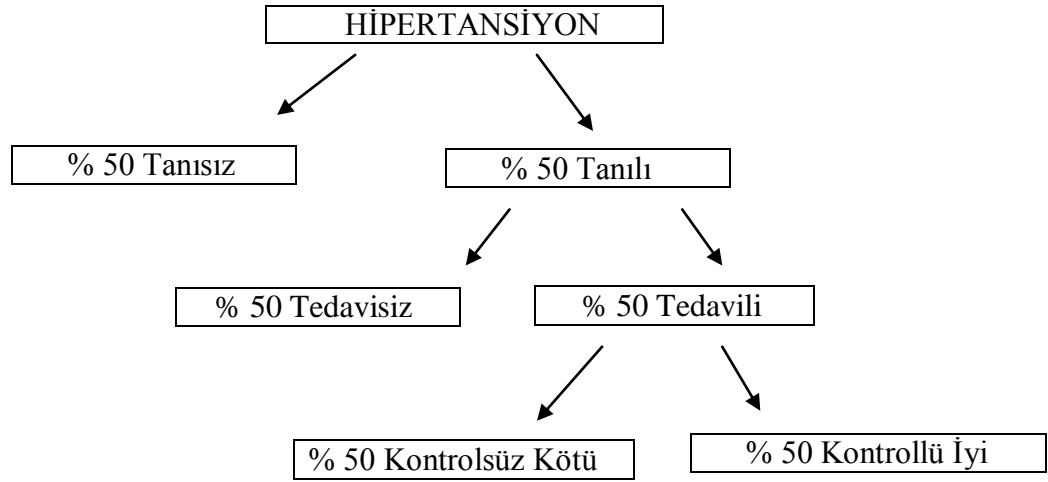 HİPERTANSİYON
% 50 Tanısız
% 50 Tanılı
% 50 Tedavisiz
% 50 Tedavili
% 50 Kontrolsüz Kötü
% 50 Kontrollü İyi